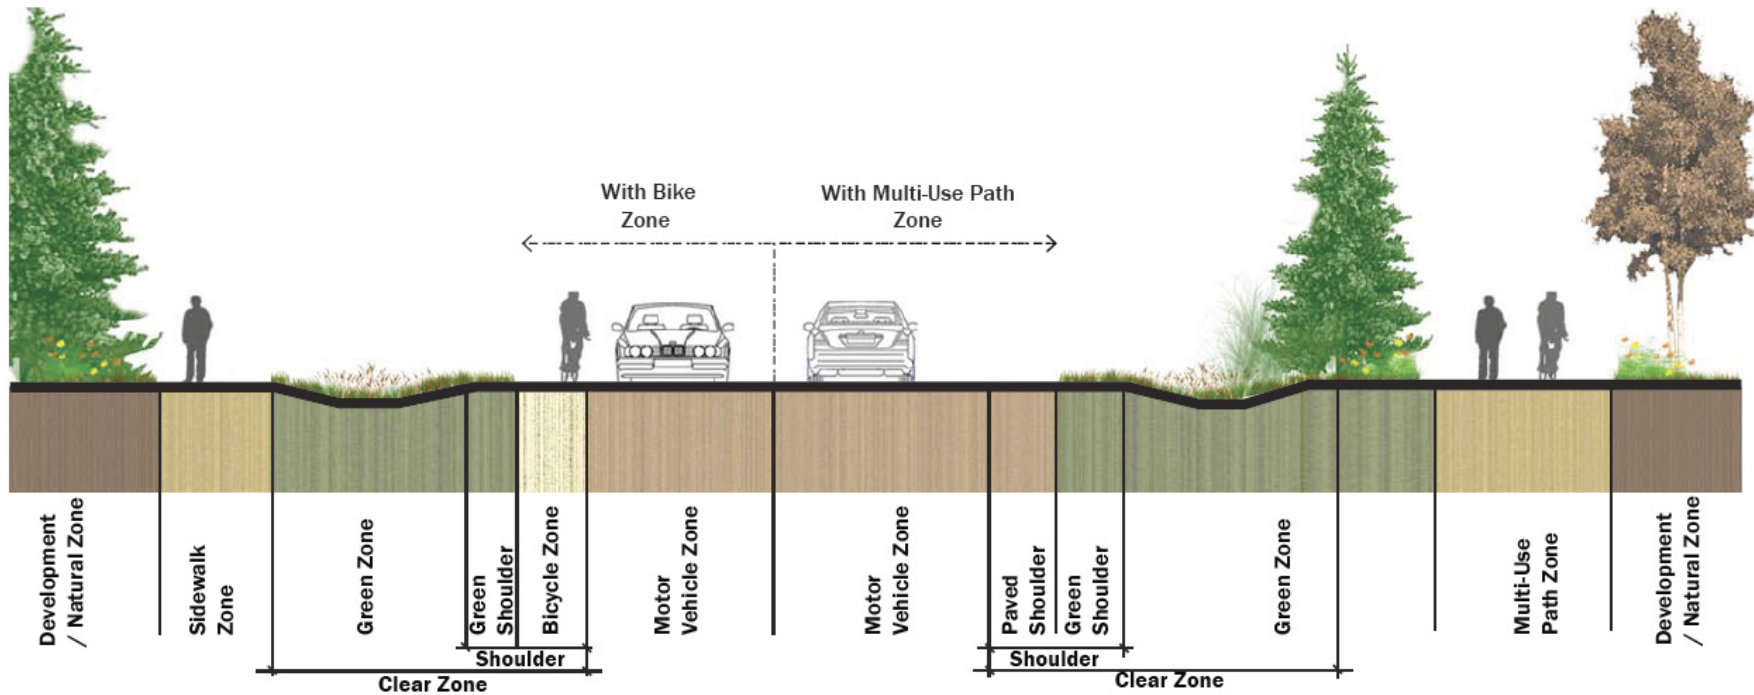 With Bike
Zone
With Multi-Use Path
Zone
Development
/ Natural Zone
Sidewalk
Zone
Green Zone
Green
Shoulder
Bicycle Zone
Motor
Vehicle Zone
Motor
Vehicle Zone
Paved
Shoulder
Green
Shoulder
Green Zone
Multi-Use
Path Zone
Development
/ Natural Zone
Shoulder
Shoulder
Clear Zone
Clear Zone